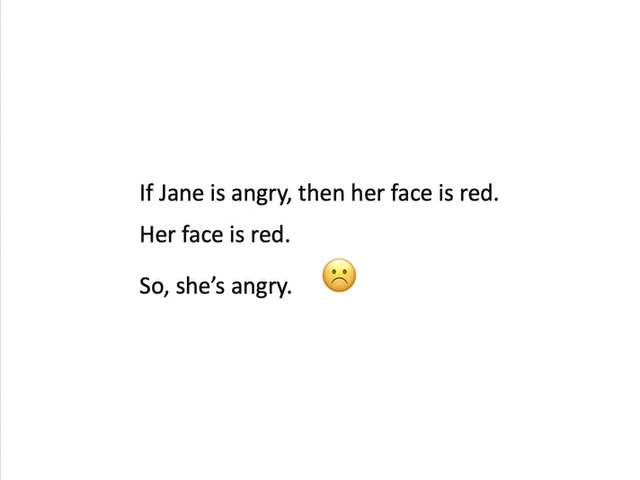 If Jane is angry, then her face is red.
Her face is red.
So, she’s angry.